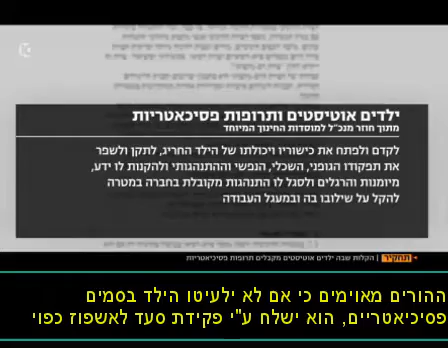 ילדים אוטיסטים ותרופות פסיכאטריות
מתוך חוזר מנכ"ל למוסדות החינוך המיוחד
לקדם ולפתח את כישוריו ויכולתו של הילד החריג, לתקן ולשפר
את תפקודו הגופני, השכלי, הנפשי וההתנהגותי ולהקנות לו ידע,
מיומנות והרגלים ולסגל לו התנהגות מקובלת בחברה במטרה
להקל על שילובו בה ובמעגל העבודה
תחקיר | הקלות שבה ילדים אוטיסטים מקבלים תרופות פסיכיאטריות
ההורים מאוימים כי אם לא ילעיטו הילד בסמים
פסיכיאטריים, הוא ישלח ע"י פקידת סעד לאשפוז כפוי